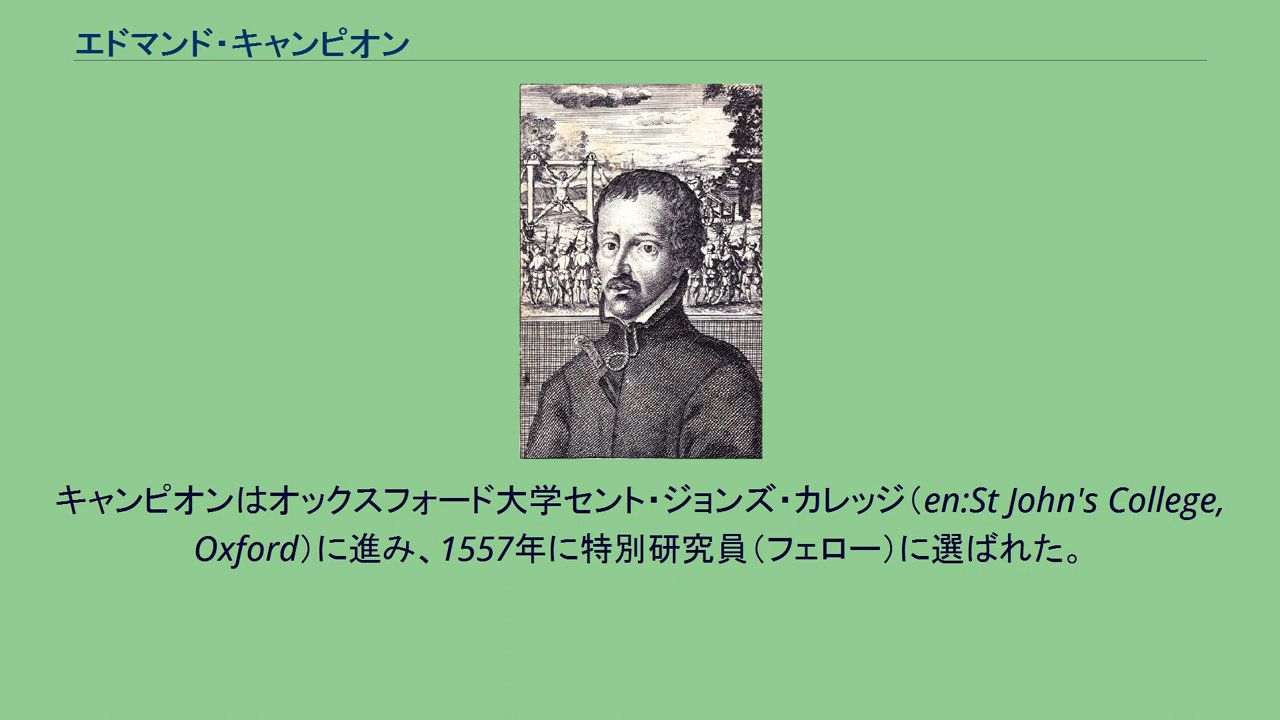 エドマンド・キャンピオン
キャンピオンはオックスフォード大学セント・ジョンズ・カレッジ（en:St John's College,
Oxford）に進み、1557年に特別研究員（フェロー）に選ばれた。